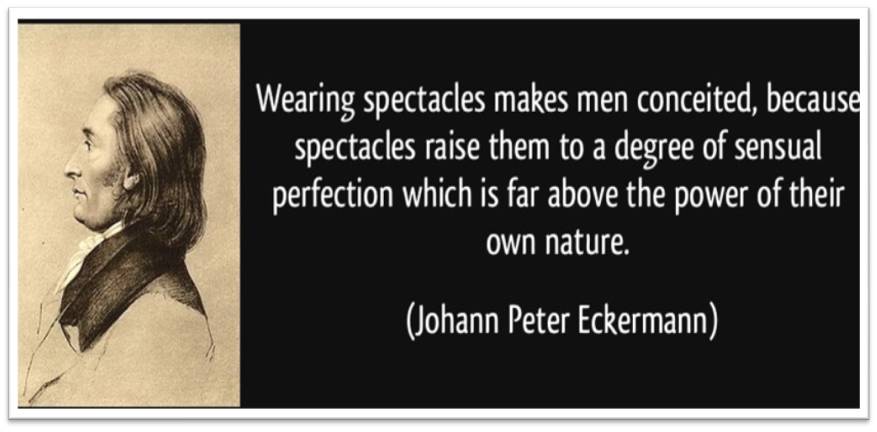 Wearing spectacles makes men conceited, because
spectacles raise them to a degree of sensual
perfection which is far above the power of their
own nature.
(Johann Peter Eckermann)